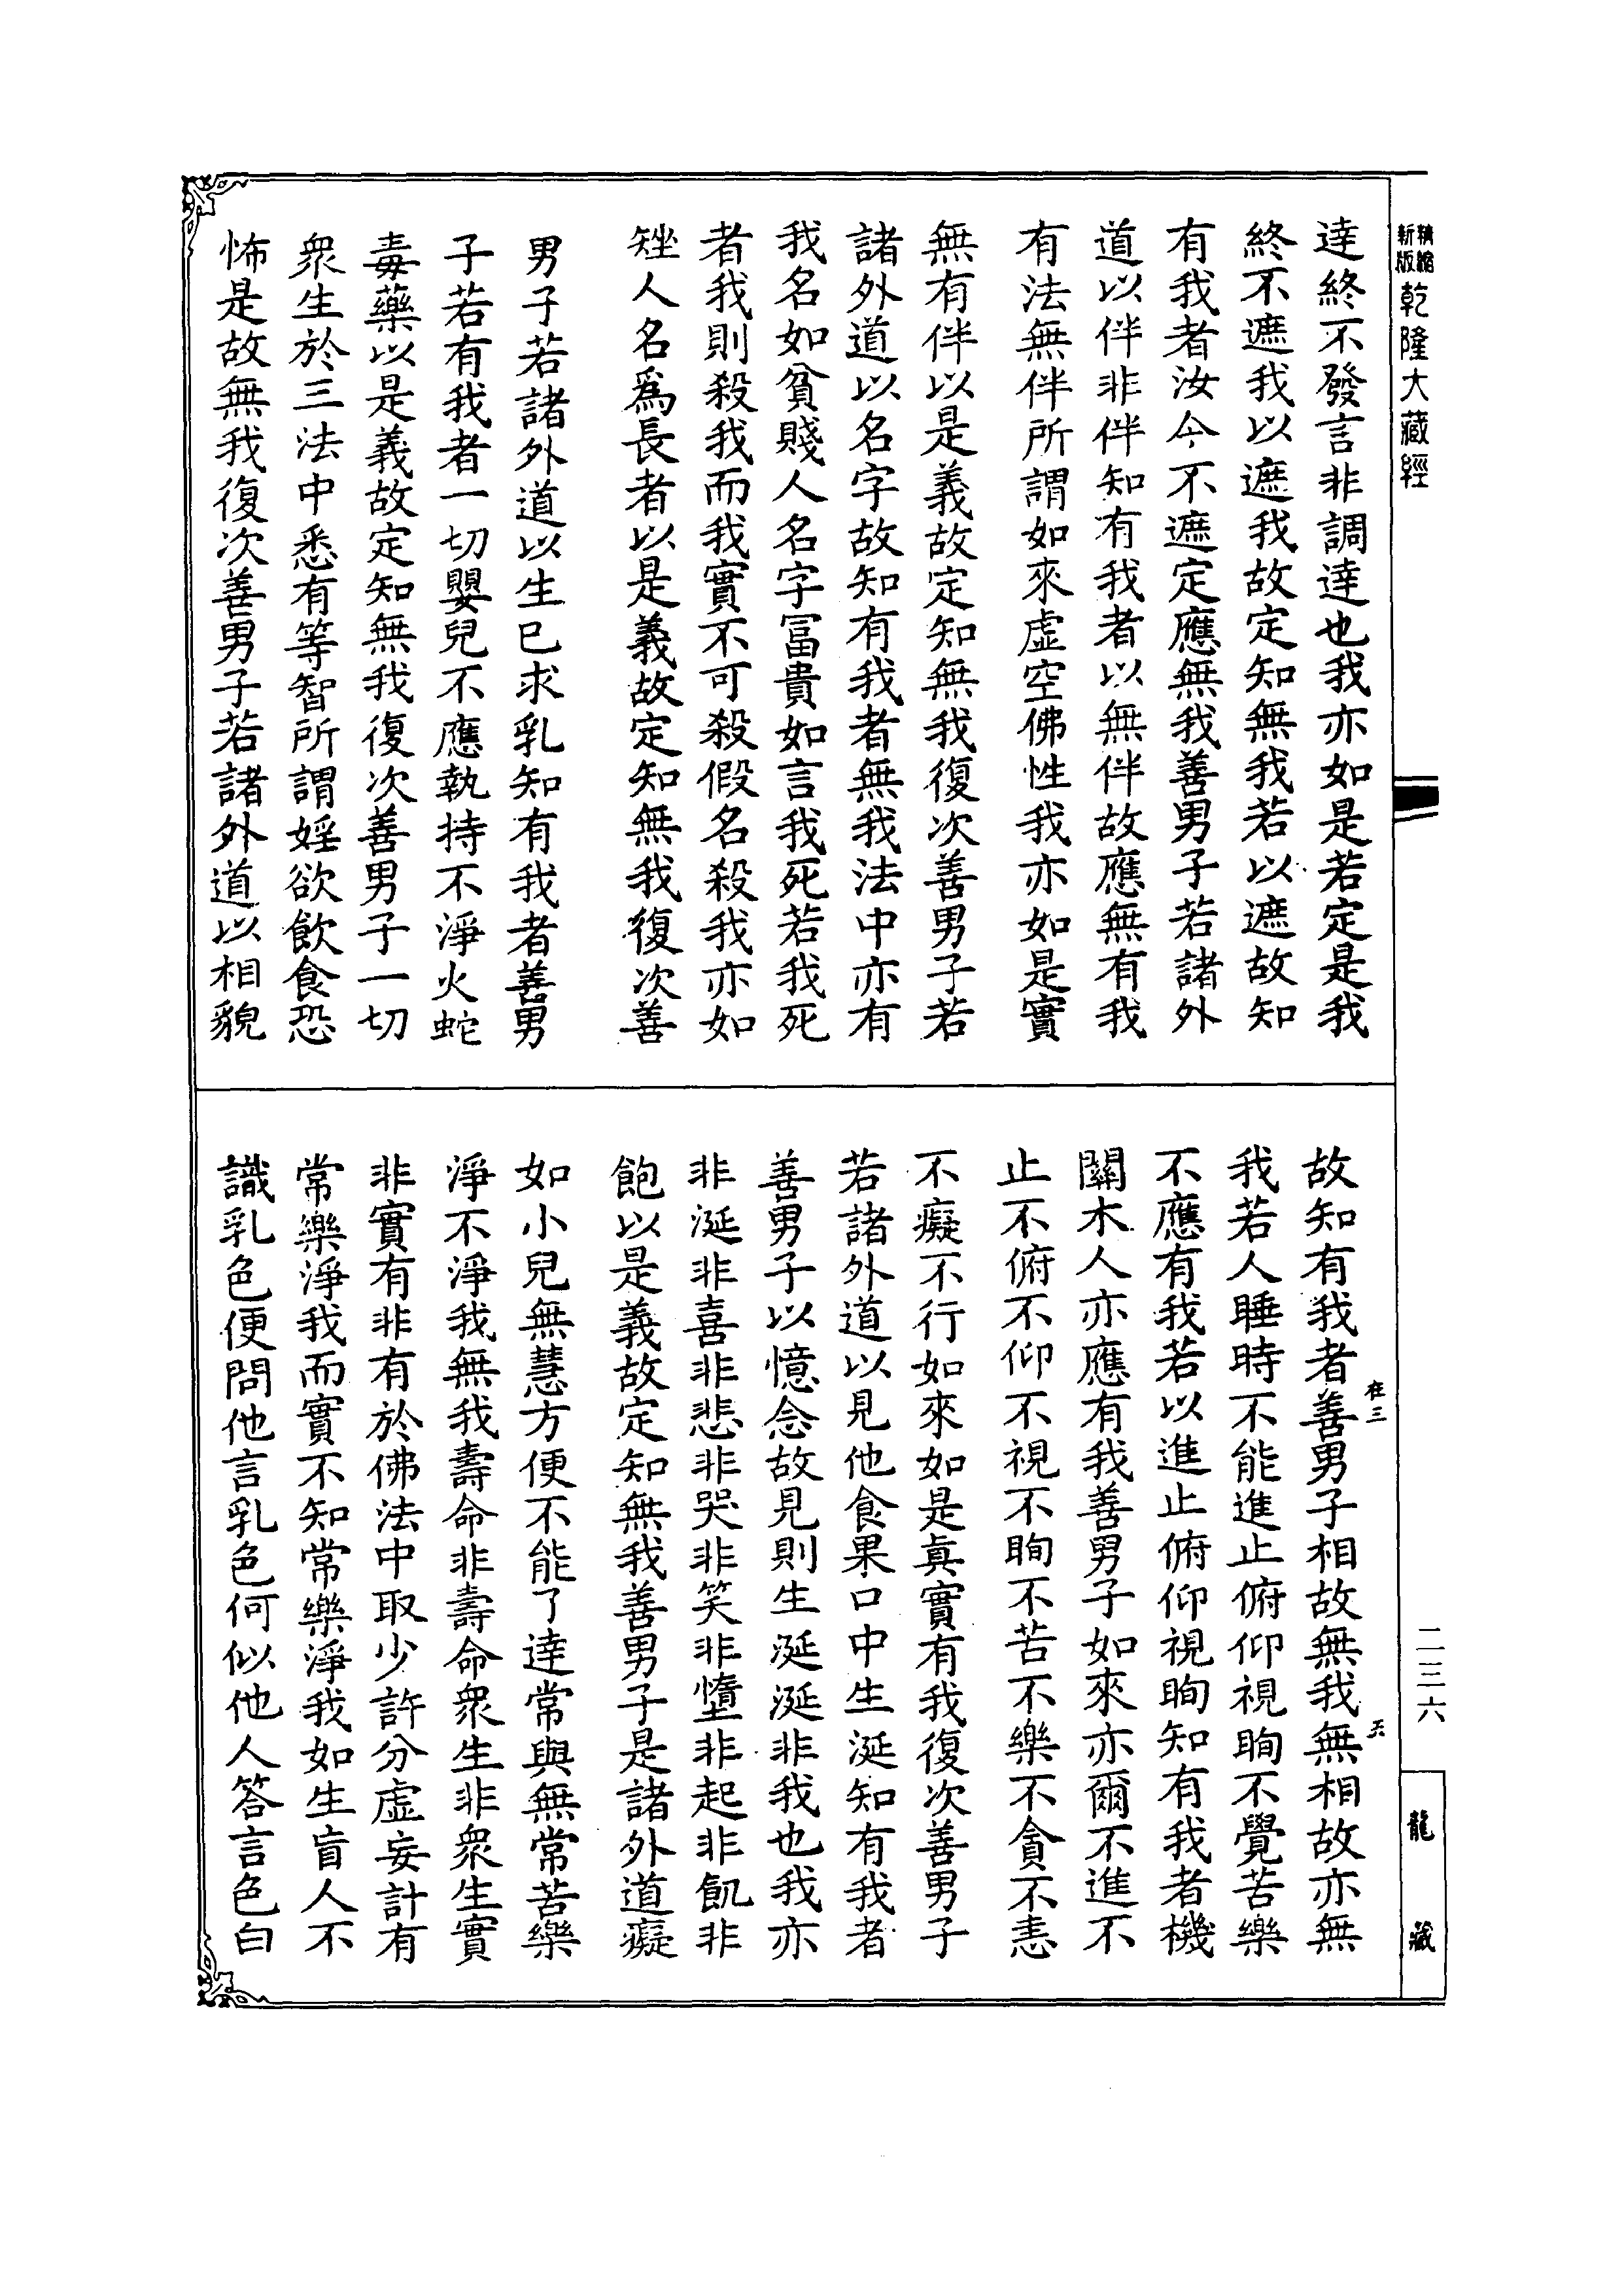 精縮新版乾隆大藏經
達終不發言非調達也我亦如是若定是我
終不遮我以遮我故定知無我若以遮故知
有我者汝今不遮定應無我善男子若諸外
道以伴非伴知有我者以無伴故應無有我
有法無伴所謂如來虛空佛性我亦如是實
無有伴以是義故定知無我復次善男子若
諸外道以名字故知有我者無我法中亦有
我名如貧賤人名字冨貴如言我死若我死
者我則殺我而我實不可殺假名殺我亦如
矬人名爲長者以是義故定知無我復次善
男子若諸外道以生已求乳知有我者善男
子若有我者一切嬰兒不應執持不淨火蛇
毒藥以是義故定知無我復次善男子一切
衆生於三法中悉有等智所謂婬欲飲食恐
怖是故無我復次善男子若諸外道以相貌
故知有我者善男子相故無我無相故亦無
我若人睡時不能進止俯仰視眴不覺苦樂
不應有我若以進止俯仰視眴知有我者機
關木人亦應有我善男子如來亦爾不進不
止不俯不仰不視不眴不苦不樂不貪不恚
不癡不行如來如是真實有我復次善男子
若諸外道以見他食果口中生涎知有我者
善男子以憶念故見則生涎涎非我也我亦
非涎非喜非悲非哭非笑非墮非起非飢非
飽以是義故定知無我善男子是諸外道癡
如小兒無慧方便不能了達常與無常苦樂
淨不淨我無我壽命非壽命衆生非衆生實
非實有非有於佛法中取少許分虛妄計有
常樂淨我而實不知常樂淨我如生盲人不
識乳色便問他言乳色何似他人答言色白
在三
二三六
龍藏